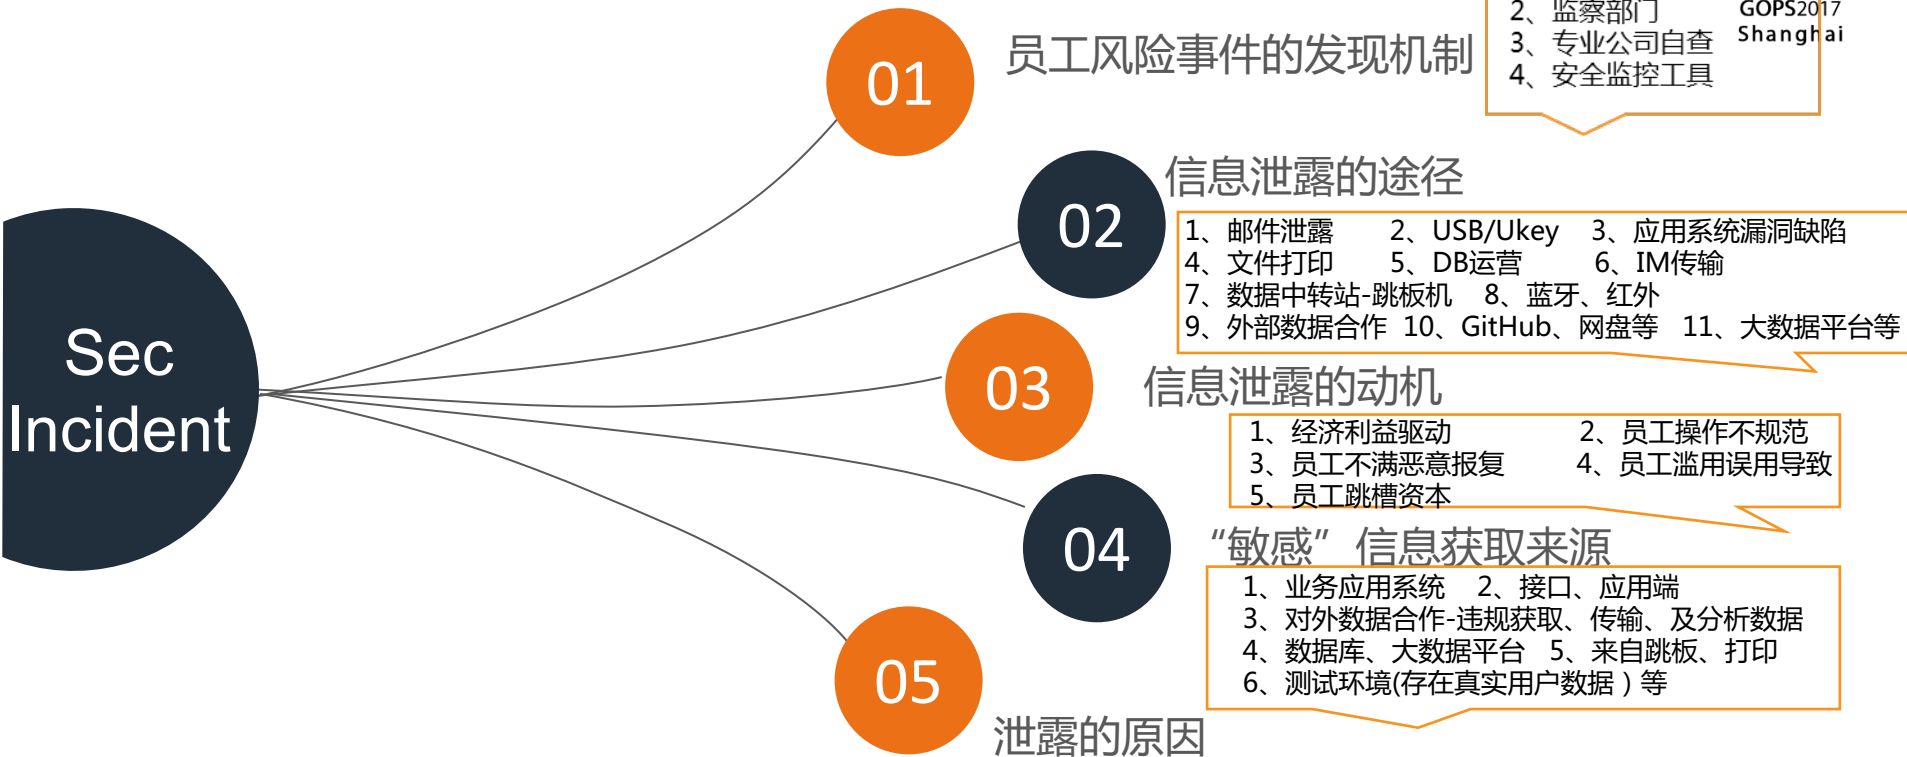 2、监察部门
GOPS2017
Shanghai
3、专业公司自查
4、安全监控工具
01
员工风险事件的发现机制
02
信息泄露的途径
1、邮件泄露 2、USB/Ukey 3、应用系统漏洞缺陷
4、文件打印 5、DB运营 6、IM传输
7、数据中转站-跳板机 8、蓝牙、红外
9、外部数据合作 10、GitHub、网盘等 11、大数据平台等
Sec
Incident
03
信息泄露的动机
1、经济利益驱动 2、员工操作不规范
3、员工不满恶意报复 4、员工滥用误用导致
5、员工跳槽资本
04
“敏感”信息获取来源
1、业务应用系统 2、接口、应用端
3、对外数据合作-违规获取、传输、及分析数据
4、数据库、大数据平台 5、来自跳板、打印
6、测试环境(存在真实用户数据）等
05
泄露的原因